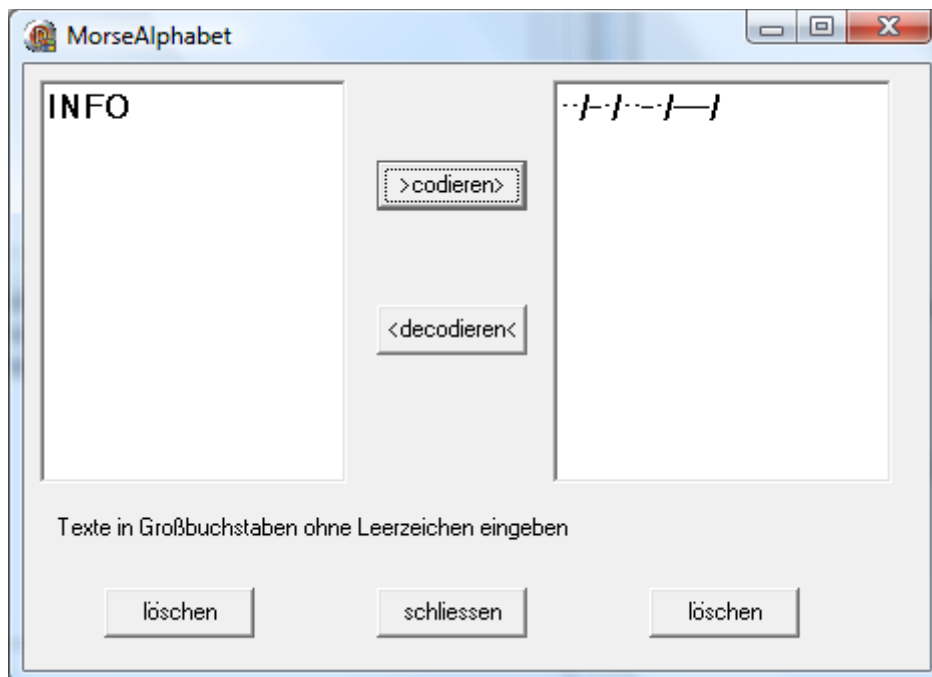 MorseAlphabet
INFO
··/-·/··-·/---/
>codieren>
<decodieren<
Texte in Großbuchstaben ohne Leerzeichen eingeben
löschen
schliessen
löschen